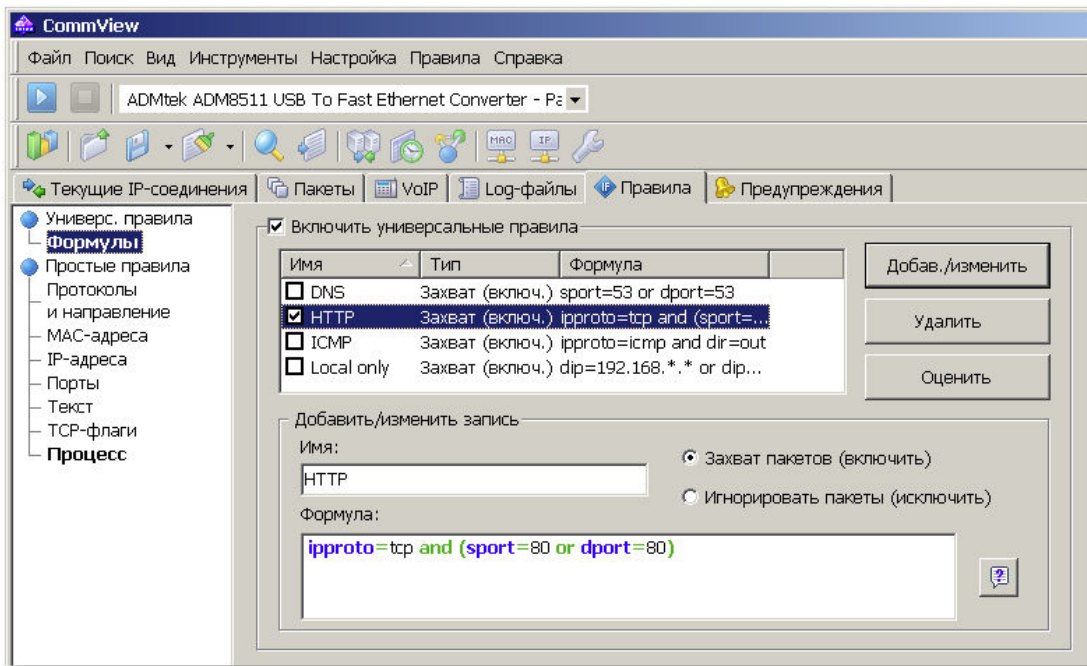 CommView
Файл Поиск Вид Инструменты Настройка Правила Справка
ADMtek ADM8511 USB To Fast Ethernet Converter - Pa
MAC IP
Текущие IP-соединения Пакеты VoIP Log-файлы Правила Предупреждения
Универс. правила
Формулы
Простые правила
Протоколы
и направление
MAC-адреса
IP-адреса
Порты
Текст
TCP-флаги
Процесс
Включить универсальные правила
Имя Тип Формула
DNS Захват (включ.) sport=53 or dport=53
HTTP Захват (включ.) ipproto=tcp and (sport=...
ICMP Захват (включ.) ipproto=icmp and dir=out
Local only Захват (включ.) dip=192.168.*.* or dip...
Добав./изменить
Удалить
Оценить
Добавить/изменить запись
Имя:
HTTP
Захват пакетов (включить)
Игнорировать пакеты (исключить)
Формула:
ipproto=tcp and (sport=80 or dport=80)